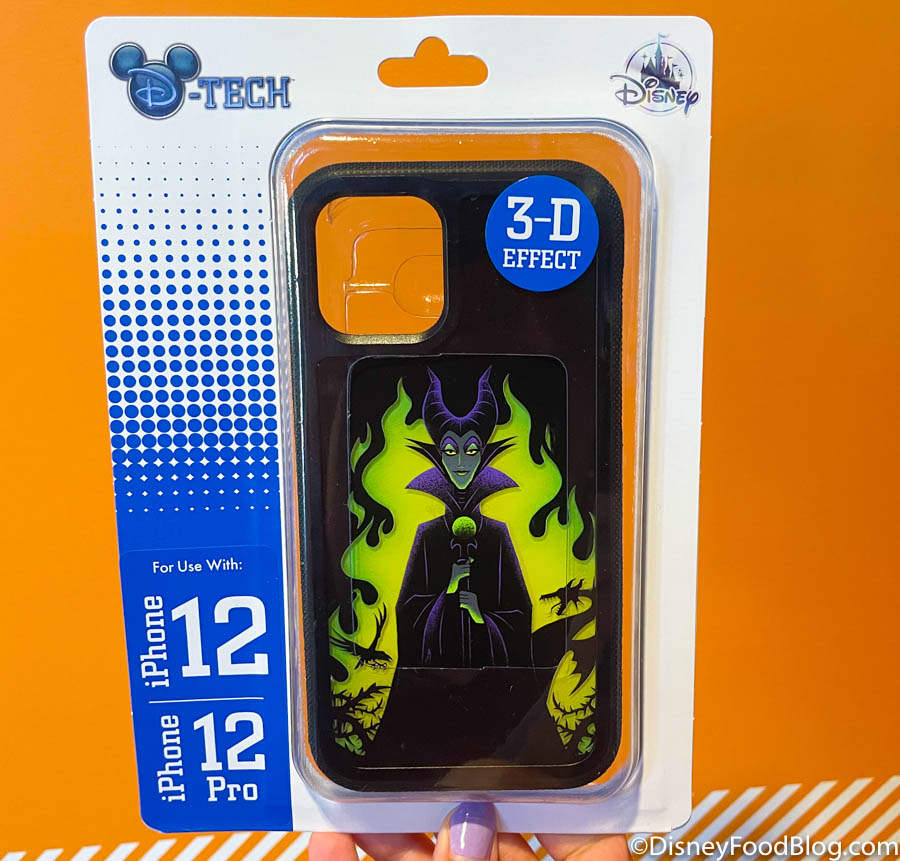 D-TECH
Disney
3-D
EFFECT
For Use With:
iPhone 12
iPhone 12 Pro
©DisneyFoodBlog.com